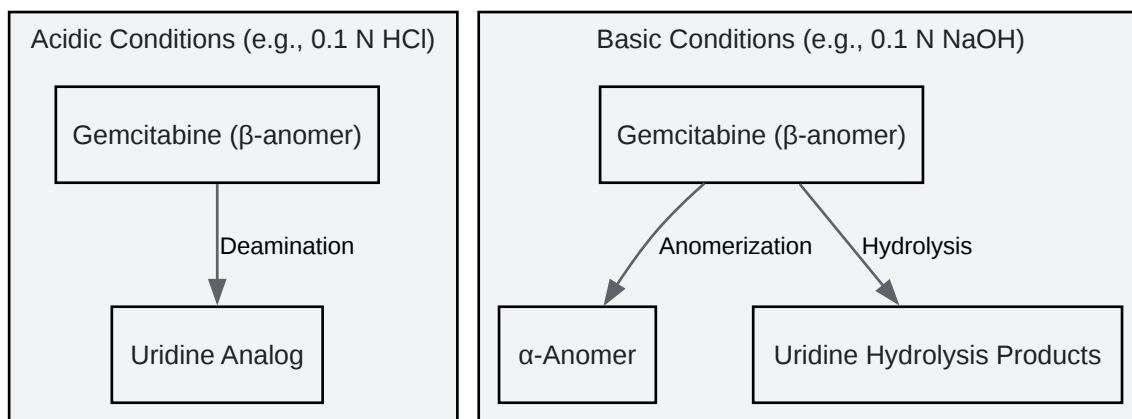 Acidic Conditions (e.g., 0.1 N HCl)
Gemcitabine (β-anomer)
Deamination
Uridine Analog
Basic Conditions (e.g., 0.1 N NaOH)
Gemcitabine (β-anomer)
Anomerization
Hydrolysis
α-Anomer
Uridine Hydrolysis Products